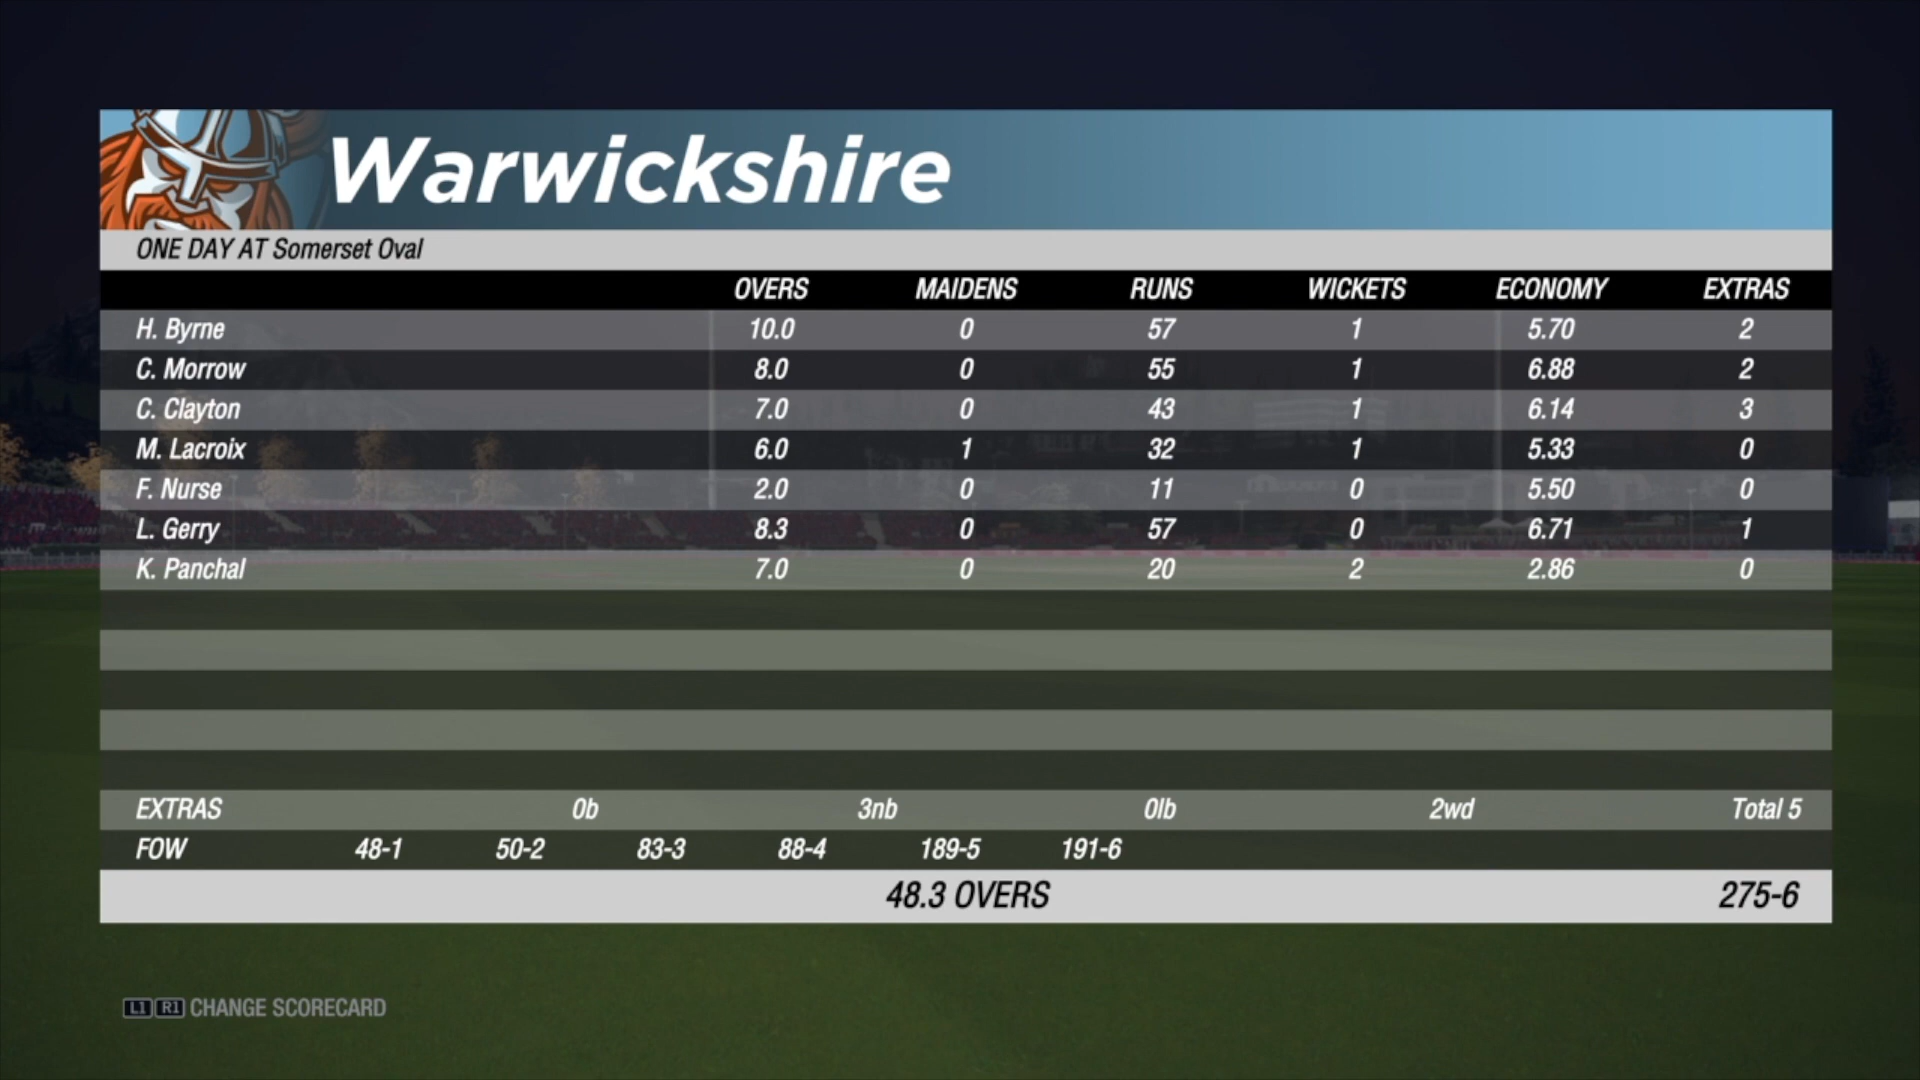 Warwickshire
ONE DAY AT Somerset Oval
OVERS MAIDENS RUNS WICKETS ECONOMY EXTRAS
H. Byrne 10.0 0 57 1 5.70 2
C. Morrow 8.0 0 55 1 6.88 2
C. Clayton 7.0 0 43 1 6.14 3
M. Lacroix 6.0 1 32 1 5.33 0
F. Nurse 2.0 0 11 0 5.50 0
L. Gerry 8.3 0 57 0 6.71 1
K. Panchal 7.0 0 20 2 2.86 0
EXTRAS 0b 3nb 0lb 2wd Total 5
FOW 48-1 50-2 83-3 88-4 189-5 191-6
48.3 OVERS 275-6
L1 R1 CHANGE SCORECARD